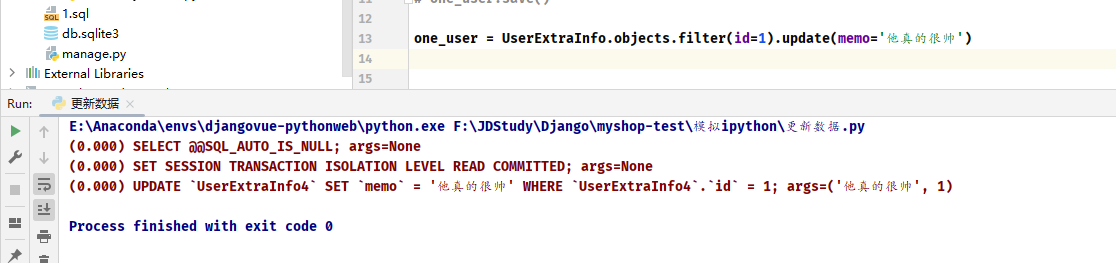 1.sql
db.sqlite3
manage.py
External Libraries
# one_user.save()
12
13 one_user = UserExtraInfo.objects.filter(id=1).update(memo='他真的很帅')
14
15
Run: 更新数据
E:\Anaconda\envs\djangovue-pythonweb\python.exe F:\JDStudy\Django\myshop-test\模拟ipython\更新数据.py
(0.000) SELECT @@SQL_AUTO_IS_NULL; args=None
(0.000) SET SESSION TRANSACTION ISOLATION LEVEL READ COMMITTED; args=None
(0.000) UPDATE `UserExtraInfo4` SET `memo` = '他真的很帅' WHERE `UserExtraInfo4`.`id` = 1; args=('他真的很帅', 1)
Process finished with exit code 0